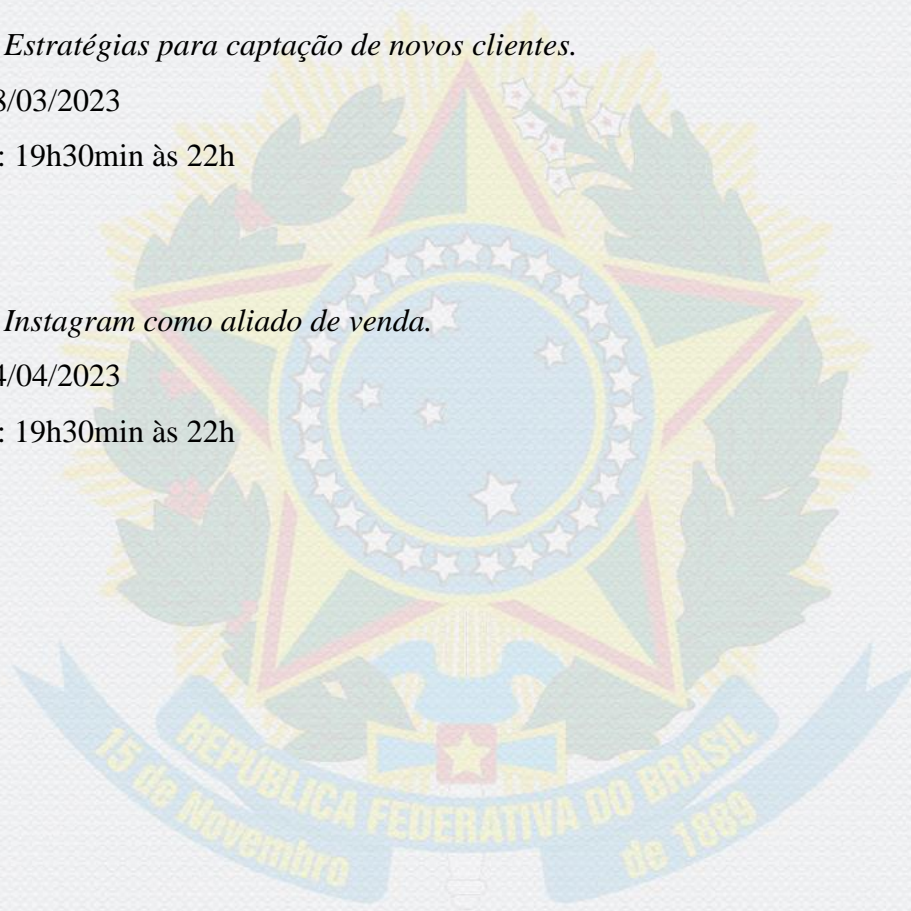 Estratégias para captação de novos clientes.
8/03/2023
: 19h30min às 22h
Instagram como aliado de venda.
4/04/2023
: 19h30min às 22h
REPÚBLICA FEDERATIVA DO BRASIL
15 de Novembro
de 1889